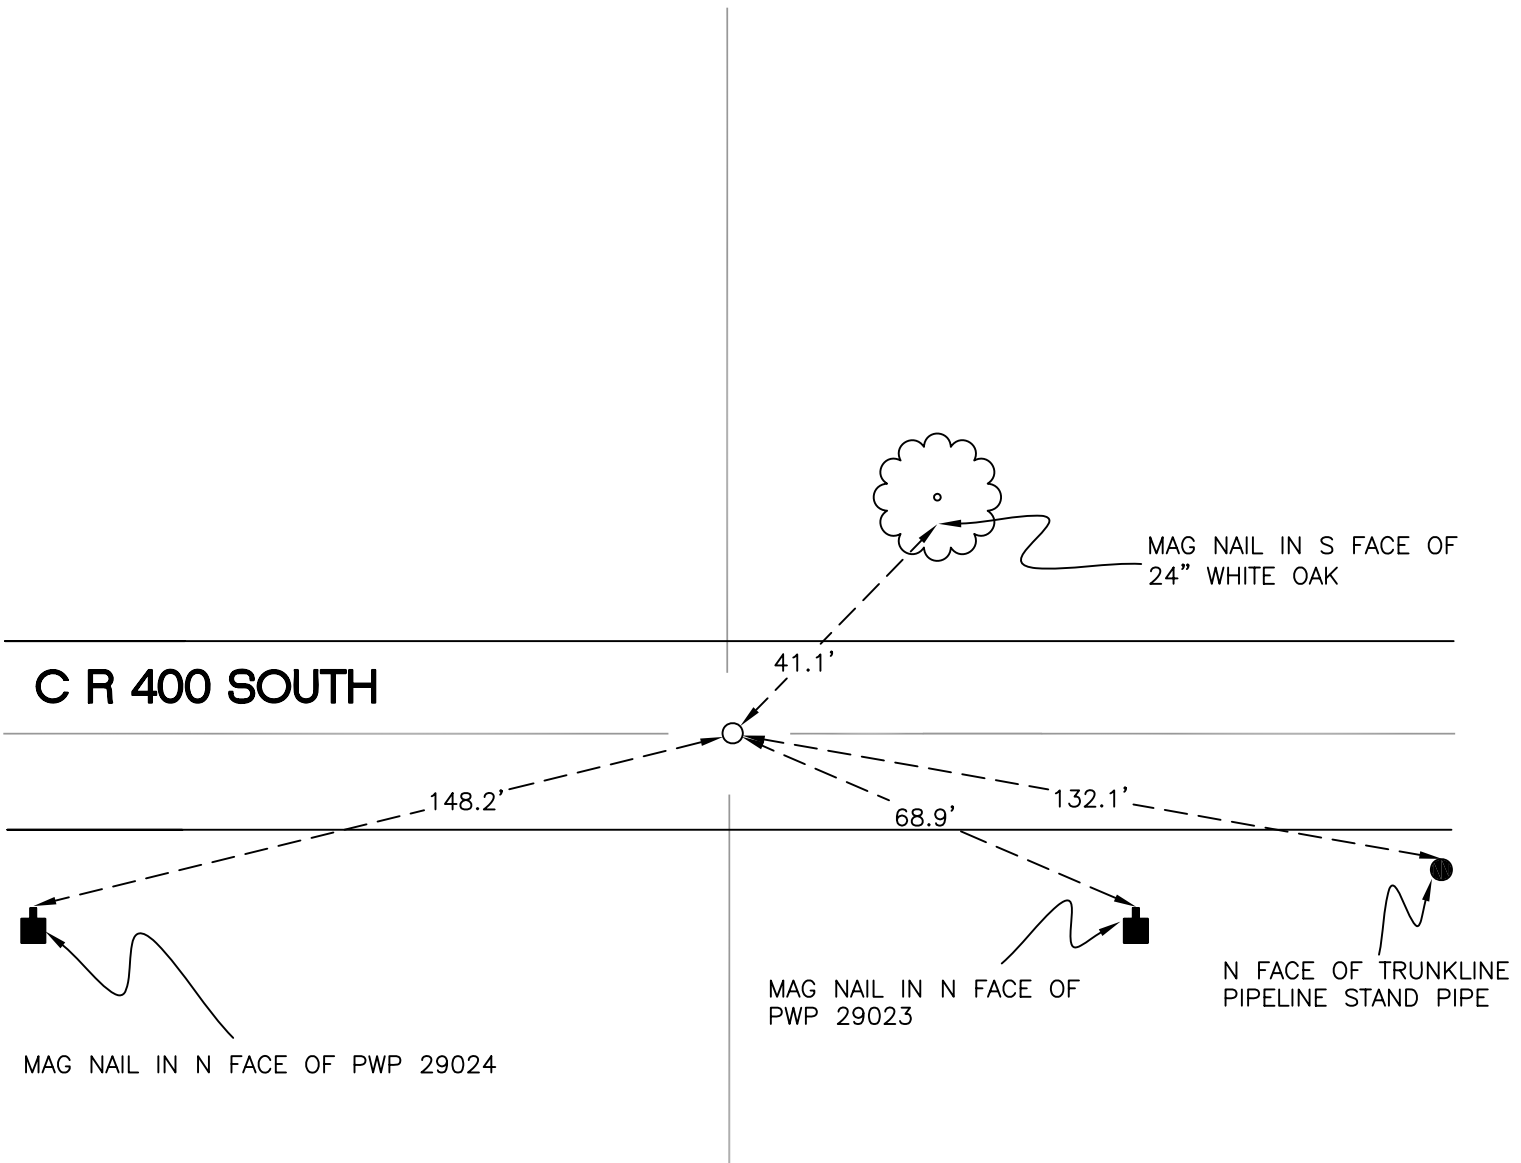 MAG NAIL IN S FACE OF
24” WHITE OAK
41.1’
C R 400 SOUTH
148.2’
68.9’
132.1’
N FACE OF TRUNKLINE
PIPELINE STAND PIPE
MAG NAIL IN N FACE OF
PWP 29023
MAG NAIL IN N FACE OF PWP 29024